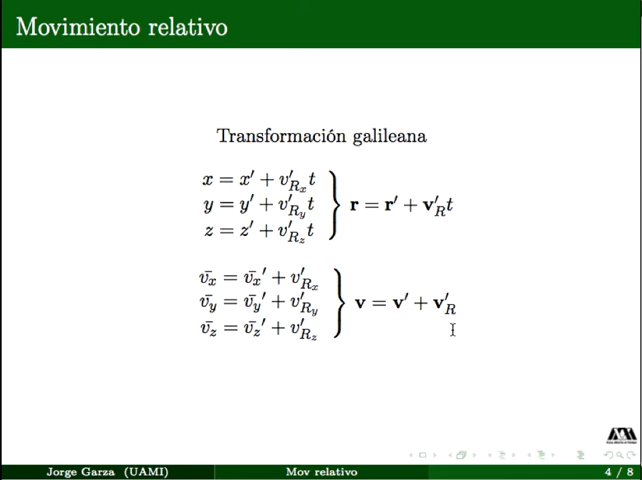 Movimiento relativo
Transformación galileana
x = x′ + v′_{R_x} t
y = y′ + v′_{R_y} t
z = z′ + v′_{R_z} t
r = r′ + v′_R t
v̄_x = v̄_x′ + v′_{R_x}
v̄_y = v̄_y′ + v′_{R_y}
v̄_z = v̄_z′ + v′_{R_z}
v = v′ + v′_R
Jorge Garza (UAMI)
Mov relativo
4 / 8